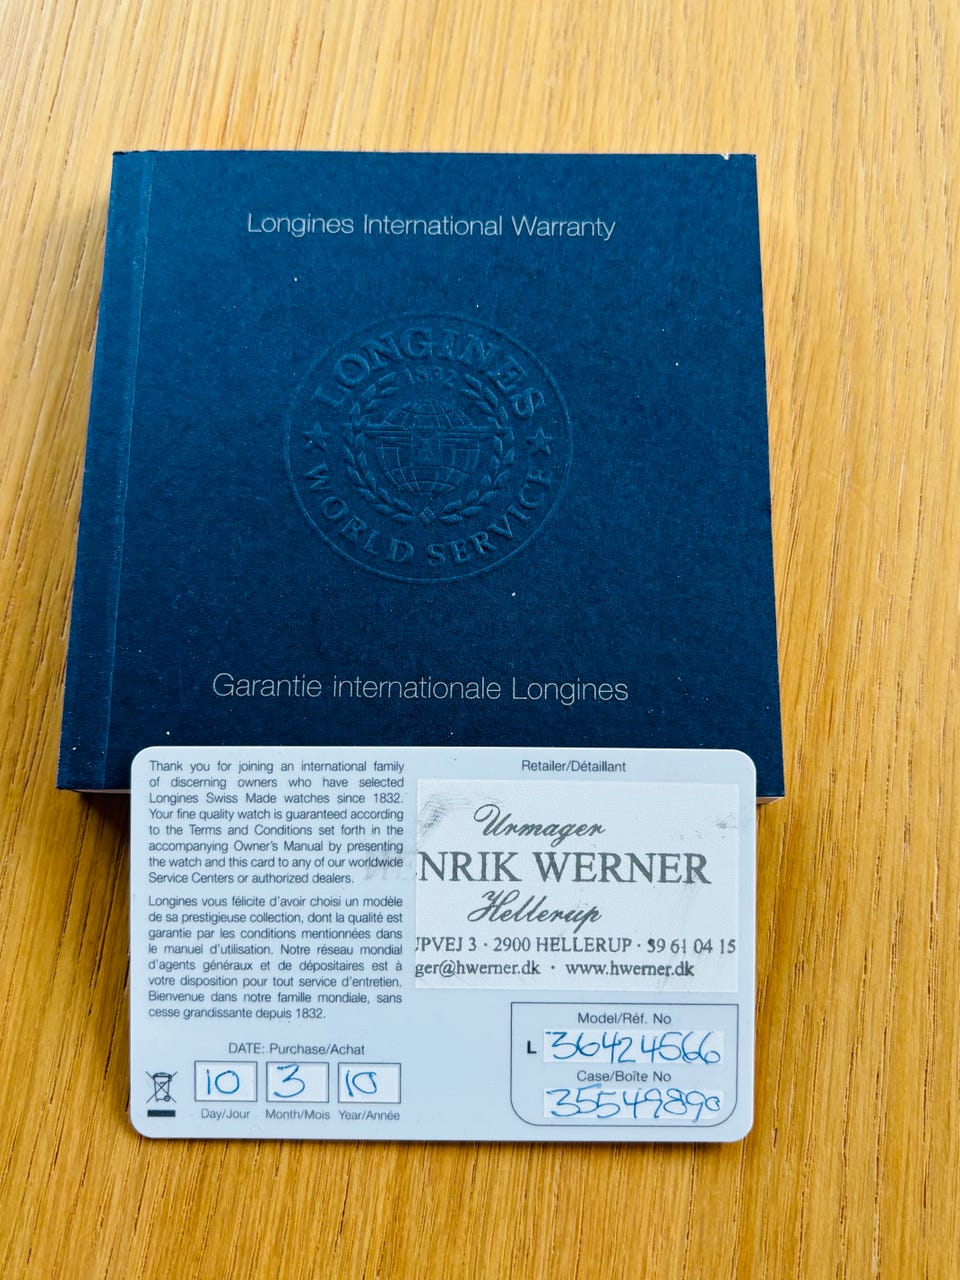 Longines International Warranty
LONGINES
1832
WORLD SERVICE
Garantie internationale Longines
Thank you for joining an international family
of discerning owners who have selected
Longines Swiss Made watches since 1832.
Your fine quality watch is guaranteed according
to the Terms and Conditions set forth in the
accompanying Owner's Manual by presenting
the watch and this card to any of our worldwide
Service Centers or authorized dealers.
Longines vous félicite d'avoir choisi un modèle
de sa prestigieuse collection, dont la qualité est
garantie par les conditions mentionnées dans
le manuel d'utilisation. Notre réseau mondial
d'agents généraux et de dépositaires est à
votre disposition pour tout service d'entretien.
Bienvenue dans notre famille mondiale, sans
cesse grandissante depuis 1832.
DATE: Purchase/Achat
10 3 10
Day/Jour Month/Mois Year/Année
Retailer/Détaillant
Urmager
HENRIK WERNER
Hellerup
UPVEJ 3 · 2900 HELLERUP · 39 61 04 15
ger@hwerner.dk · www.hwerner.dk
Model/Réf. No
L 36424566
Case/Boîte No
35549890